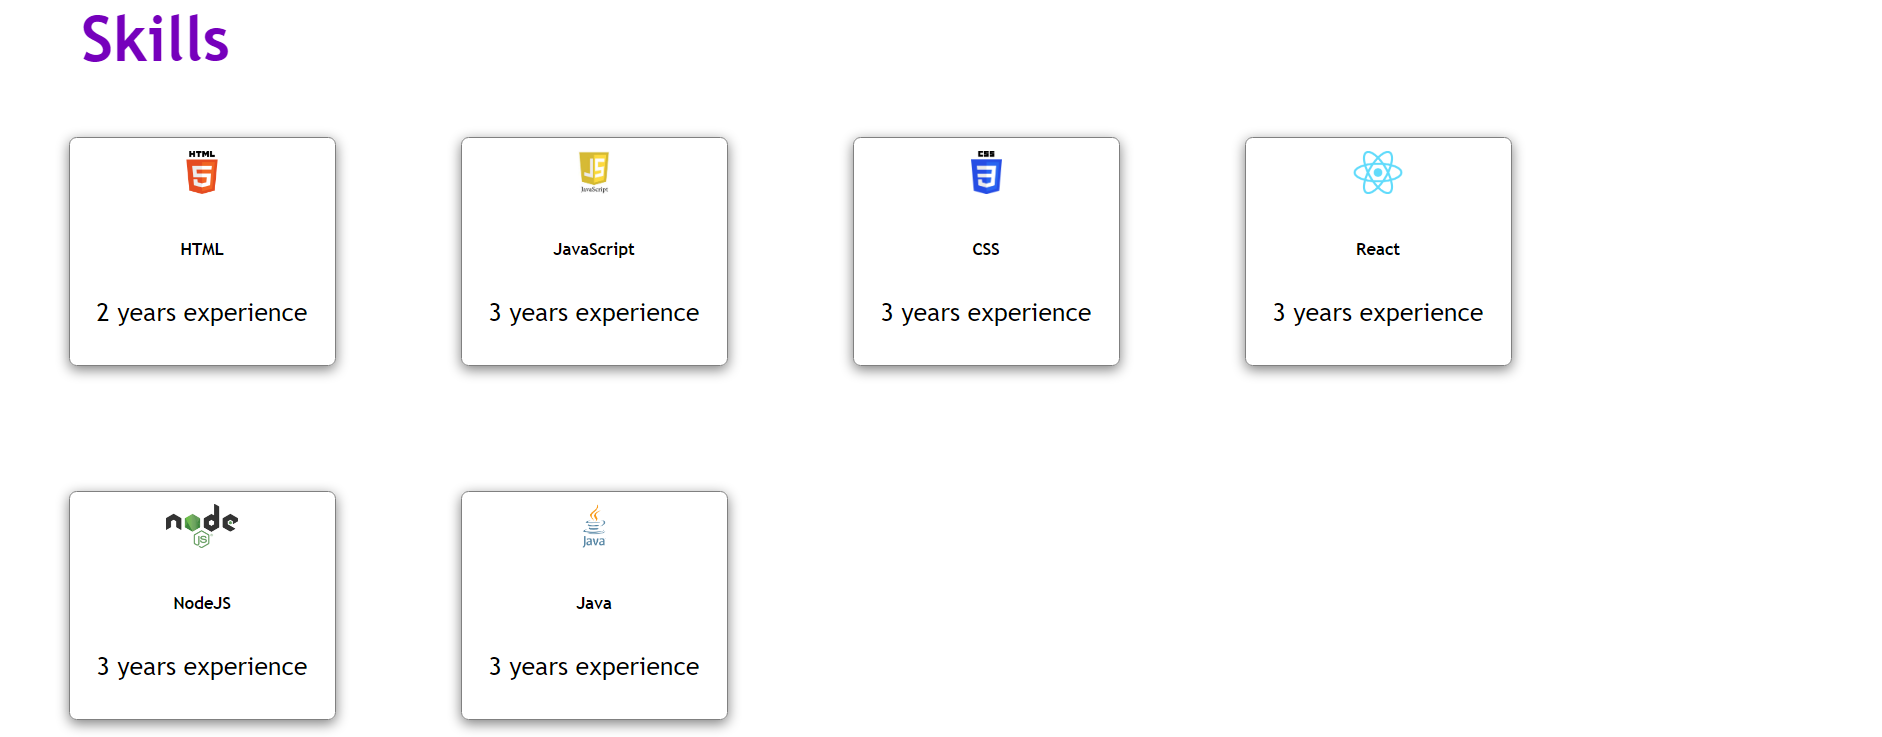 Skills
HTML
5
JS
JavaScript
CSS
3
HTML
JavaScript
CSS
React
2 years experience
3 years experience
3 years experience
3 years experience
node
JS
Java
NodeJS
Java
3 years experience
3 years experience